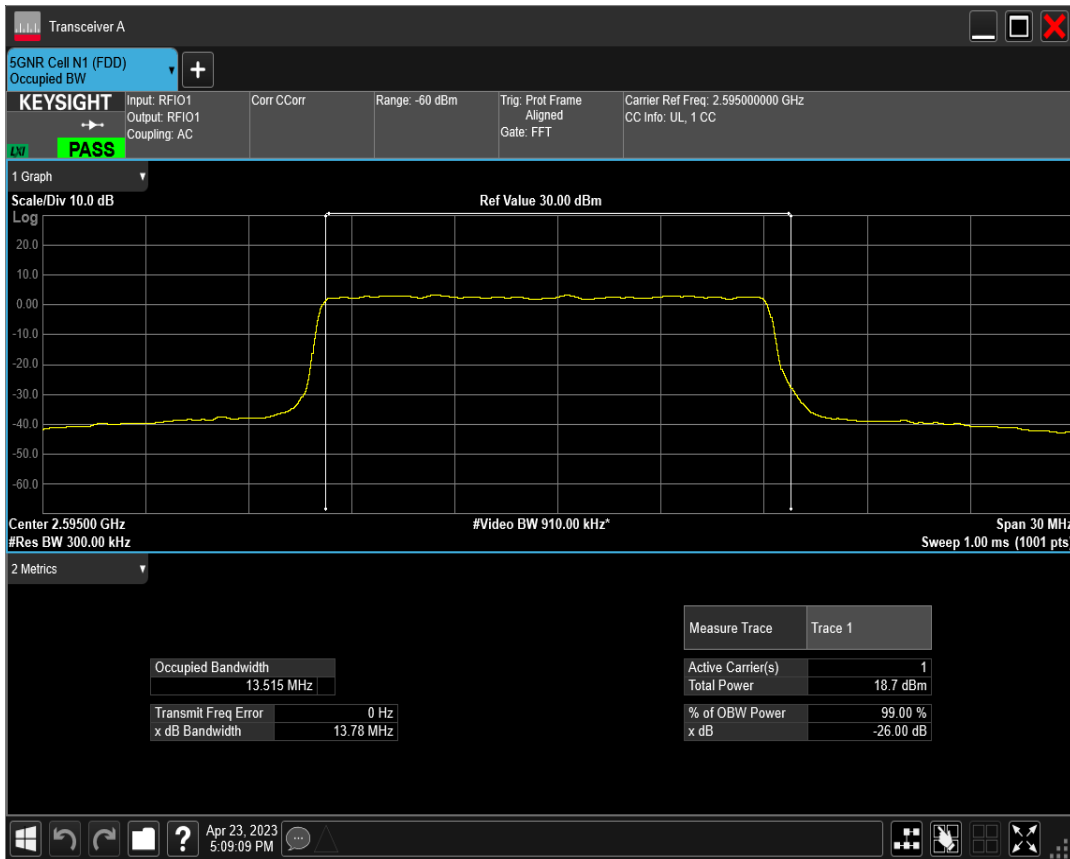 Transceiver A
5GNR Cell N1 (FDD)
Occupied BW
KEYSIGHT
LXI
PASS
Input: RFIO1
Output: RFIO1
Coupling: AC
Corr CCorr
Range: -60 dBm
Trig: Prot Frame
Aligned
Gate: FFT
Carrier Ref Freq: 2.595000000 GHz
CC Info: UL, 1 CC
1 Graph
Scale/Div 10.0 dB
Ref Value 30.00 dBm
Log
20.0
10.0
0.00
-10.0
-20.0
-30.0
-40.0
-50.0
-60.0
Center 2.59500 GHz
#Video BW 910.00 kHz*
Span 30 MHz
#Res BW 300.00 kHz
Sweep 1.00 ms (1001 pts)
2 Metrics
Measure Trace Trace 1
Occupied Bandwidth
13.515 MHz
Active Carrier(s) 1
Total Power 18.7 dBm
Transmit Freq Error 0 Hz
x dB Bandwidth 13.78 MHz
% of OBW Power 99.00 %
x dB -26.00 dB
Apr 23, 2023
5:09:09 PM